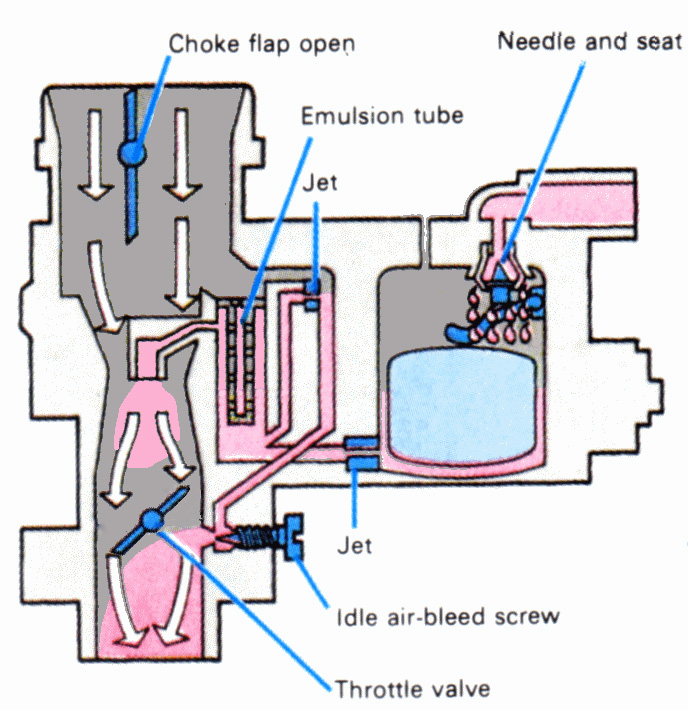 Choke flap open
Needle and seat
Emulsion tube
Jet
Jet
Idle air-bleed screw
Throttle valve